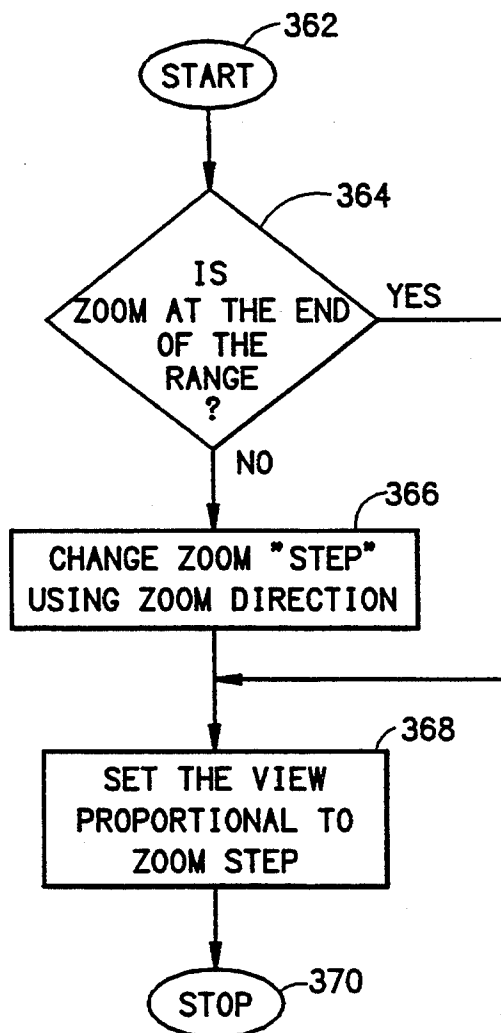 362
START
364
IS
ZOOM AT THE END
OF THE
RANGE
?
YES
NO
366
CHANGE ZOOM "STEP"
USING ZOOM DIRECTION
368
SET THE VIEW
PROPORTIONAL TO
ZOOM STEP
370
STOP